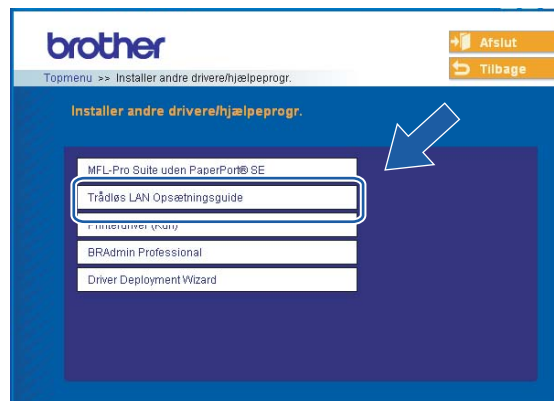 brother
Afslut
Tilbage
Topmenu >> Installer andre drivere/hjælpeprogr.
Installer andre drivere/hjælpeprogr.
MFL-Pro Suite uden PaperPort® SE
Trådløs LAN Opsætningsguide
Printerdriver (Kun)
BRAdmin Professional
Driver Deployment Wizard